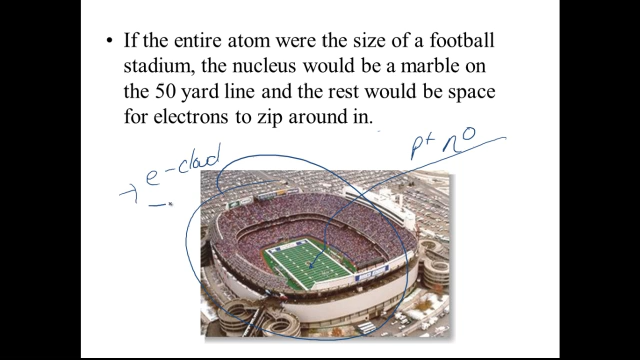 • If the entire atom were the size of a football
stadium, the nucleus would be a marble on
the 50 yard line and the rest would be space
for electrons to zip around in.
p+ n0
e- cloud